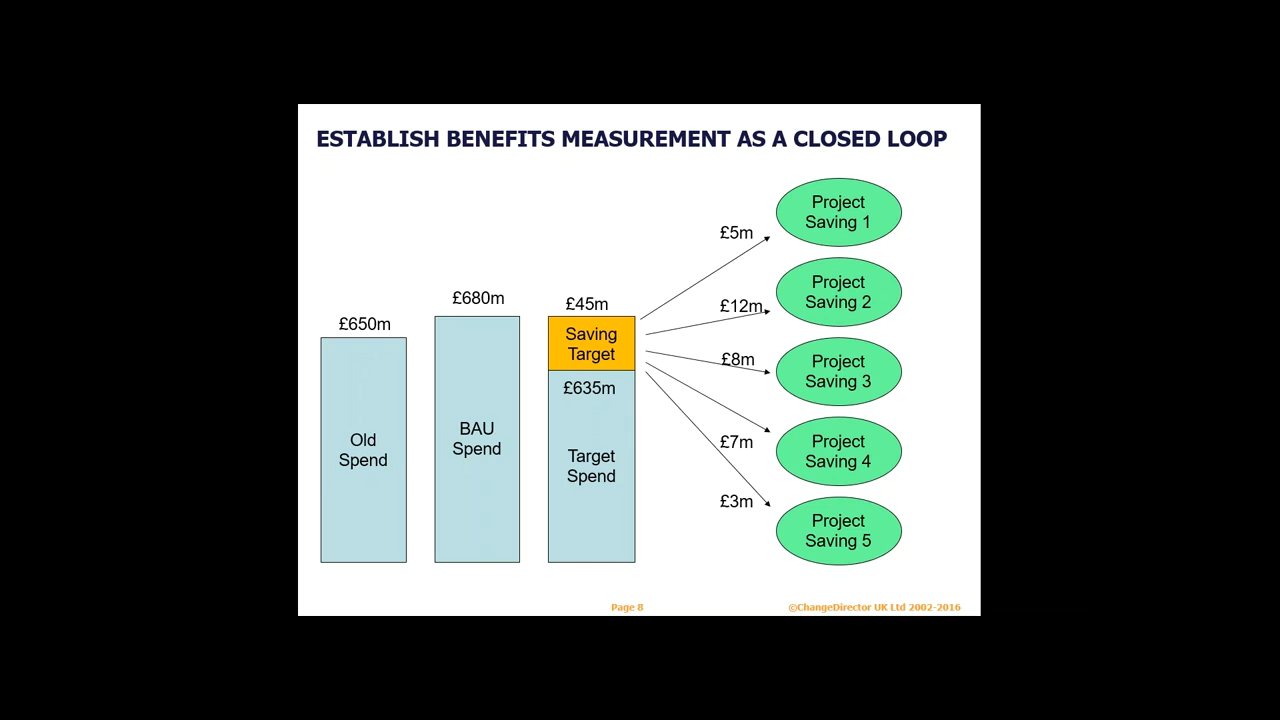 ESTABLISH BENEFITS MEASUREMENT AS A CLOSED LOOP
£650m
Old
Spend
£680m
BAU
Spend
£45m
Saving
Target
£635m
Target
Spend
£5m
£12m
£8m
£7m
£3m
Project
Saving 1
Project
Saving 2
Project
Saving 3
Project
Saving 4
Project
Saving 5
Page 8
©ChangeDirector UK Ltd 2002-2016